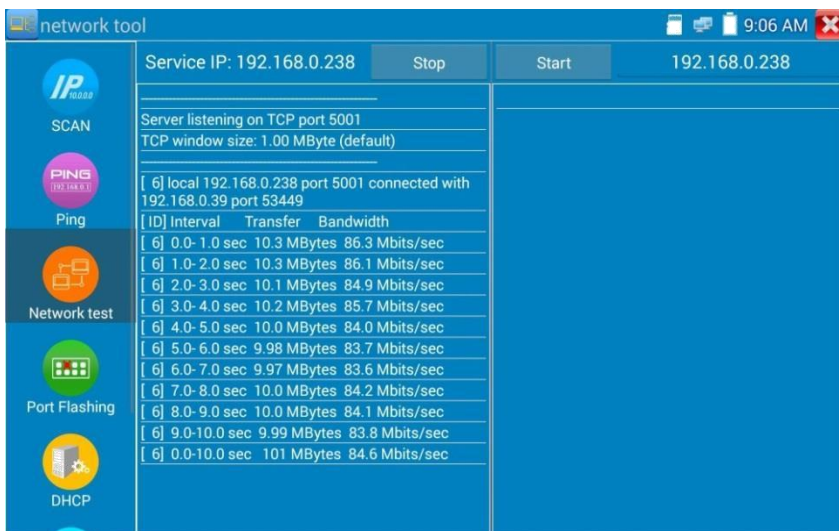 network tool
9:06 AM
Service IP: 192.168.0.238
Stop
Start
192.168.0.238
IP
10.0.0.0
SCAN
PING
192.168.0.1
Ping
Network test
Port Flashing
DHCP
Server listening on TCP port 5001
TCP window size: 1.00 MByte (default)
[ 6] local 192.168.0.238 port 5001 connected with
192.168.0.39 port 53449
[ ID] Interval Transfer Bandwidth
[ 6] 0.0- 1.0 sec 10.3 MBytes 86.3 Mbits/sec
[ 6] 1.0- 2.0 sec 10.3 MBytes 86.1 Mbits/sec
[ 6] 2.0- 3.0 sec 10.1 MBytes 84.9 Mbits/sec
[ 6] 3.0- 4.0 sec 10.2 MBytes 85.7 Mbits/sec
[ 6] 4.0- 5.0 sec 10.0 MBytes 84.0 Mbits/sec
[ 6] 5.0- 6.0 sec 9.98 MBytes 83.7 Mbits/sec
[ 6] 6.0- 7.0 sec 9.97 MBytes 83.6 Mbits/sec
[ 6] 7.0- 8.0 sec 10.0 MBytes 84.2 Mbits/sec
[ 6] 8.0- 9.0 sec 10.0 MBytes 84.1 Mbits/sec
[ 6] 9.0-10.0 sec 9.99 MBytes 83.8 Mbits/sec
[ 6] 0.0-10.0 sec 101 MBytes 84.6 Mbits/sec